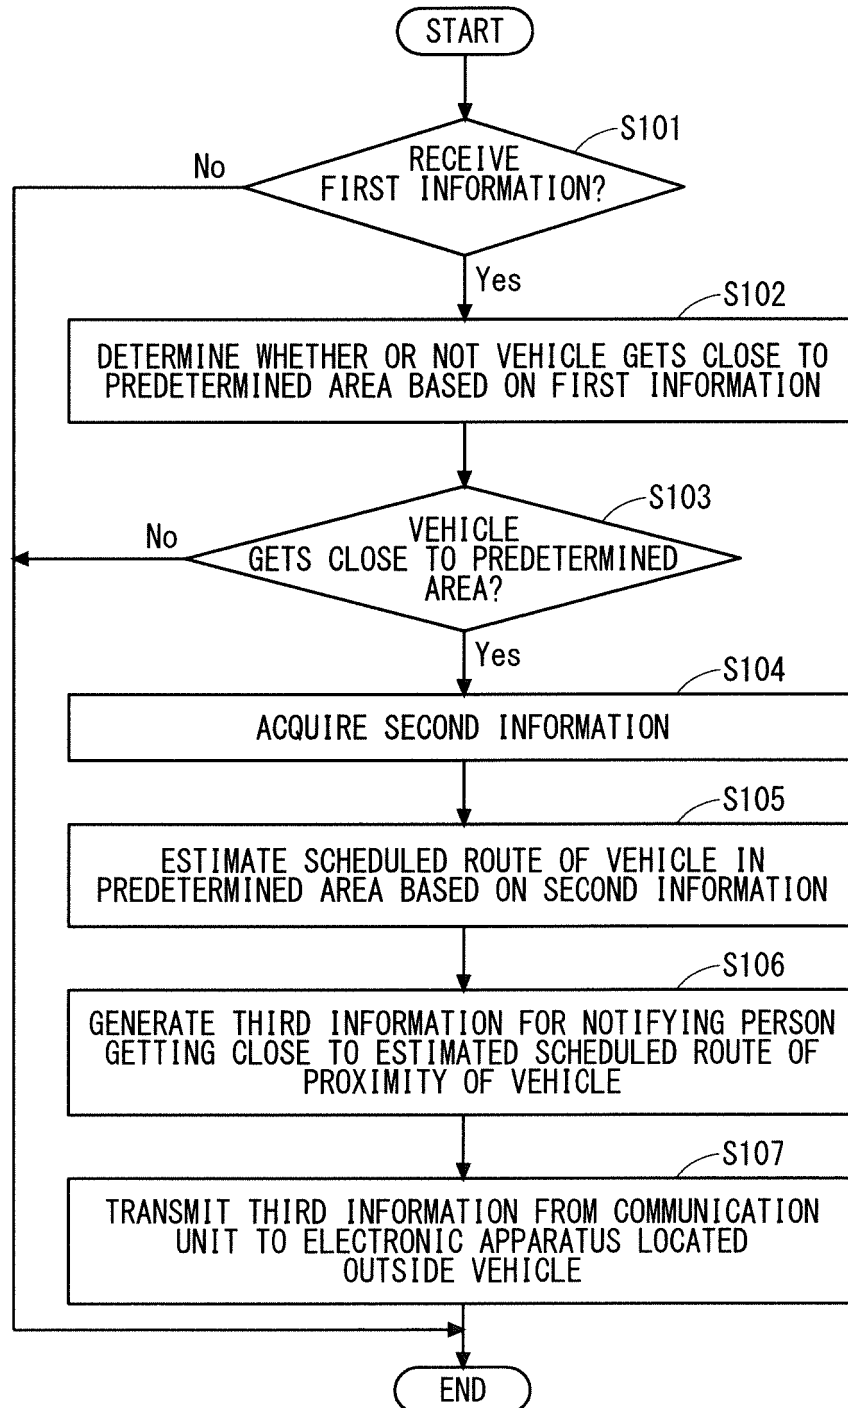 START
S101
No
RECEIVE
FIRST INFORMATION?
Yes
S102
DETERMINE WHETHER OR NOT VEHICLE GETS CLOSE TO
PREDETERMINED AREA BASED ON FIRST INFORMATION
S103
No
VEHICLE
GETS CLOSE TO PREDETERMINED
AREA?
Yes
S104
ACQUIRE SECOND INFORMATION
S105
ESTIMATE SCHEDULED ROUTE OF VEHICLE IN
PREDETERMINED AREA BASED ON SECOND INFORMATION
S106
GENERATE THIRD INFORMATION FOR NOTIFYING PERSON
GETTING CLOSE TO ESTIMATED SCHEDULED ROUTE OF
PROXIMITY OF VEHICLE
S107
TRANSMIT THIRD INFORMATION FROM COMMUNICATION
UNIT TO ELECTRONIC APPARATUS LOCATED
OUTSIDE VEHICLE
END